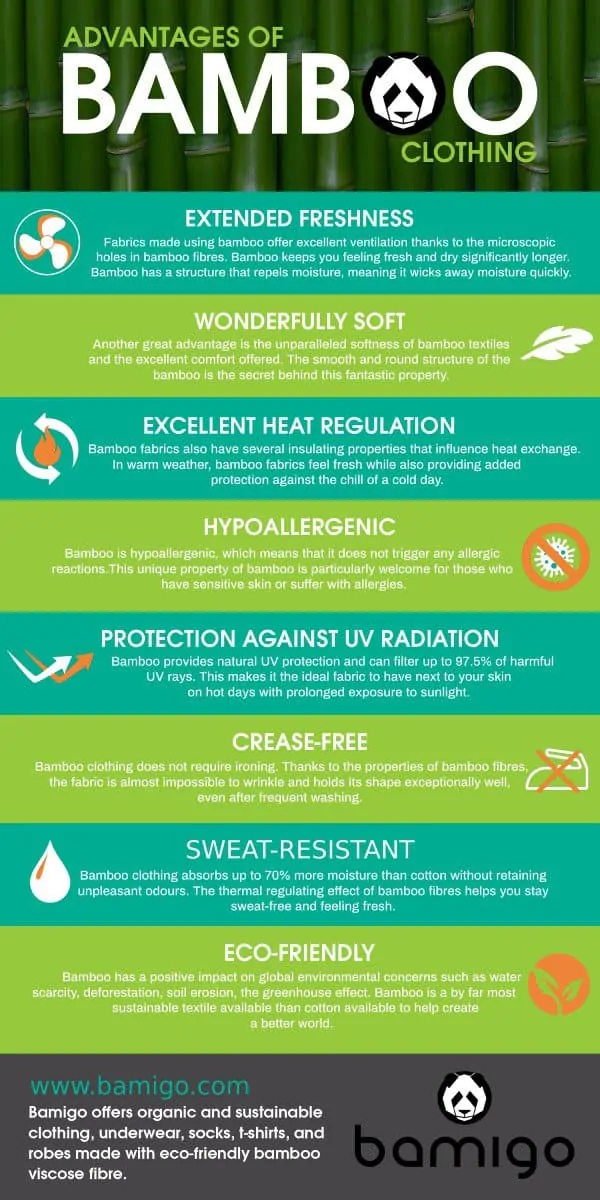 ADVANTAGES OF
BAMBOO
CLOTHING
EXTENDED FRESHNESS
Fabrics made using bamboo offer excellent ventilation thanks to the microscopic
holes in bamboo fibres. Bamboo keeps you feeling fresh and dry significantly longer.
Bamboo has a structure that repels moisture, meaning it wicks away moisture quickly.
WONDERFULLY SOFT
Another great advantage is the unparalleled softness of bamboo textiles
and the excellent comfort offered. The smooth and round structure of the
bamboo is the secret behind this fantastic property.
EXCELLENT HEAT REGULATION
Bamboo fabrics also have several insulating properties that influence heat exchange.
In warm weather, bamboo fabrics feel fresh while also providing added
protection against the chill of a cold day.
HYPOALLERGENIC
Bamboo is hypoallergenic, which means that it does not trigger any allergic
reactions.This unique property of bamboo is particularly welcome for those who
have sensitive skin or suffer with allergies.
PROTECTION AGAINST UV RADIATION
Bamboo provides natural UV protection and can filter up to 97.5% of harmful
UV rays. This makes it the ideal fabric to have next to your skin
on hot days with prolonged exposure to sunlight.
CREASE-FREE
Bamboo clothing does not require ironing. Thanks to the properties of bamboo fibres,
the fabric is almost impossible to wrinkle and holds its shape exceptionally well,
even after frequent washing.
SWEAT-RESISTANT
Bamboo clothing absorbs up to 70% more moisture than cotton without retaining
unpleasant odours. The thermal regulating effect of bamboo fibres helps you stay
sweat-free and feeling fresh.
ECO-FRIENDLY
Bamboo has a positive impact on global environmental concerns such as water
scarcity, deforestation, soil erosion, the greenhouse effect. Bamboo is a by far most
sustainable textile available than cotton available to help create
a better world.
www.bamigo.com
Bamigo offers organic and sustainable
clothing, underwear, socks, t-shirts, and
robes made with eco-friendly bamboo
viscose fibre.
bamigo